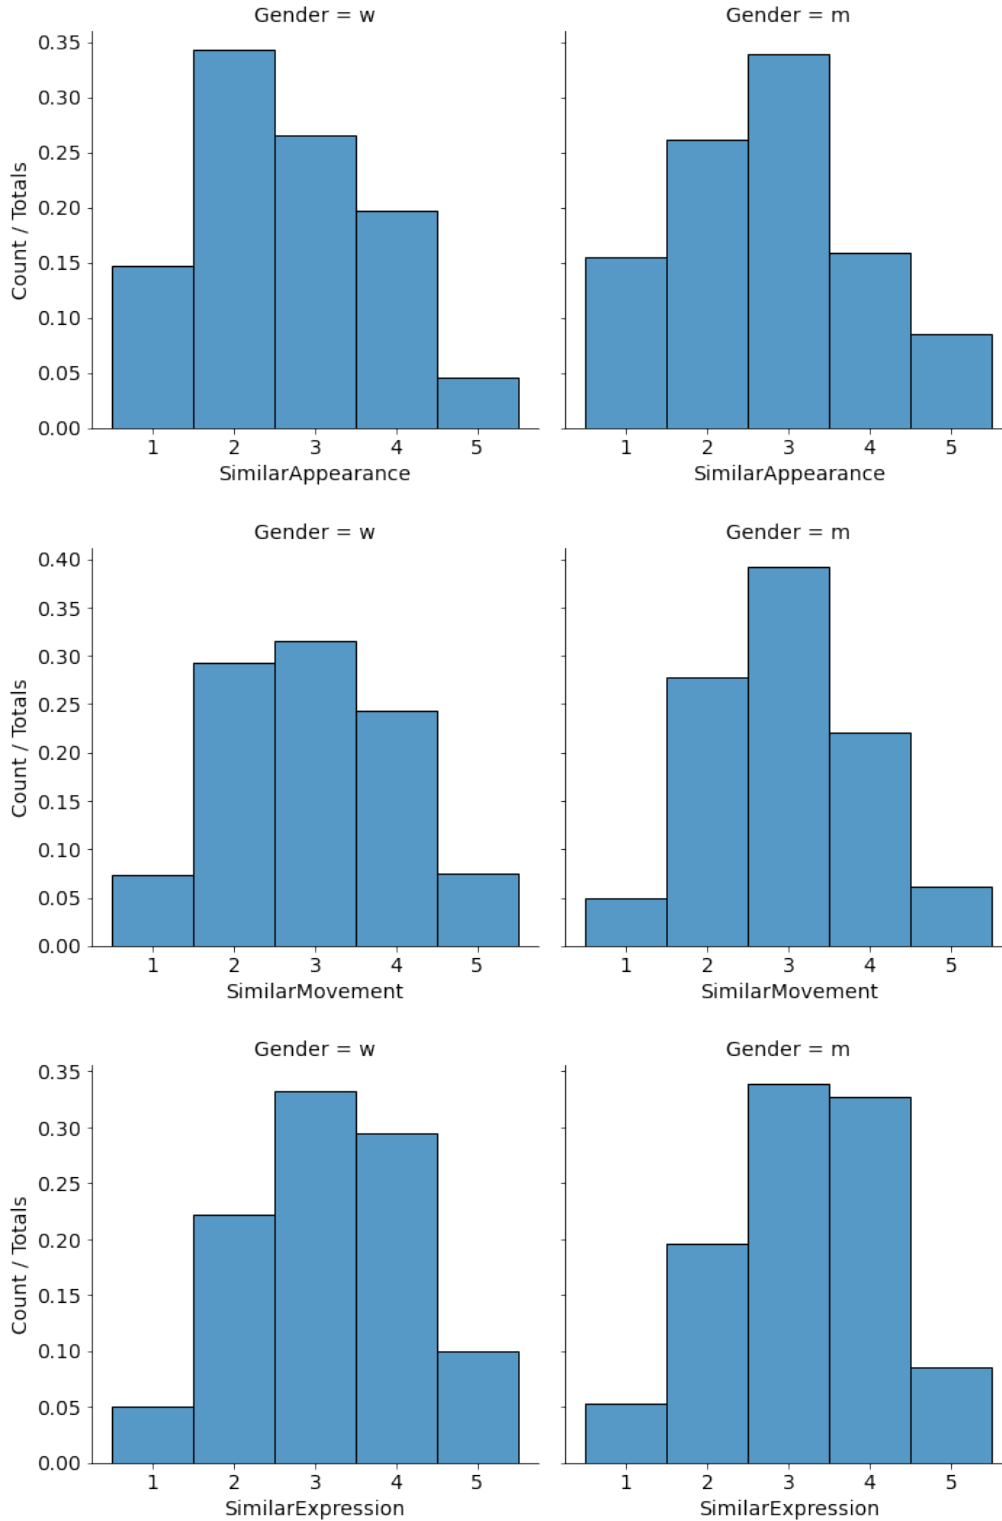 Gender = w
Gender = m
0.35
0.30
0.25
0.20
0.15
0.10
0.05
0.00
Count / Totals
1 2 3 4 5
1 2 3 4 5
SimilarAppearance
SimilarAppearance
Gender = w
Gender = m
0.40
0.35
0.30
0.25
0.20
0.15
0.10
0.05
0.00
Count / Totals
1 2 3 4 5
1 2 3 4 5
SimilarMovement
SimilarMovement
Gender = w
Gender = m
0.35
0.30
0.25
0.20
0.15
0.10
0.05
0.00
Count / Totals
1 2 3 4 5
1 2 3 4 5
SimilarExpression
SimilarExpression